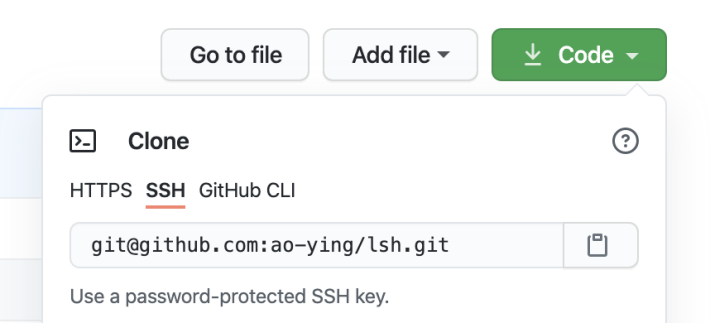 Go to file Add file Code
Clone
HTTPS SSH GitHub CLI
git@github.com:ao-ying/lsh.git
Use a password-protected SSH key.